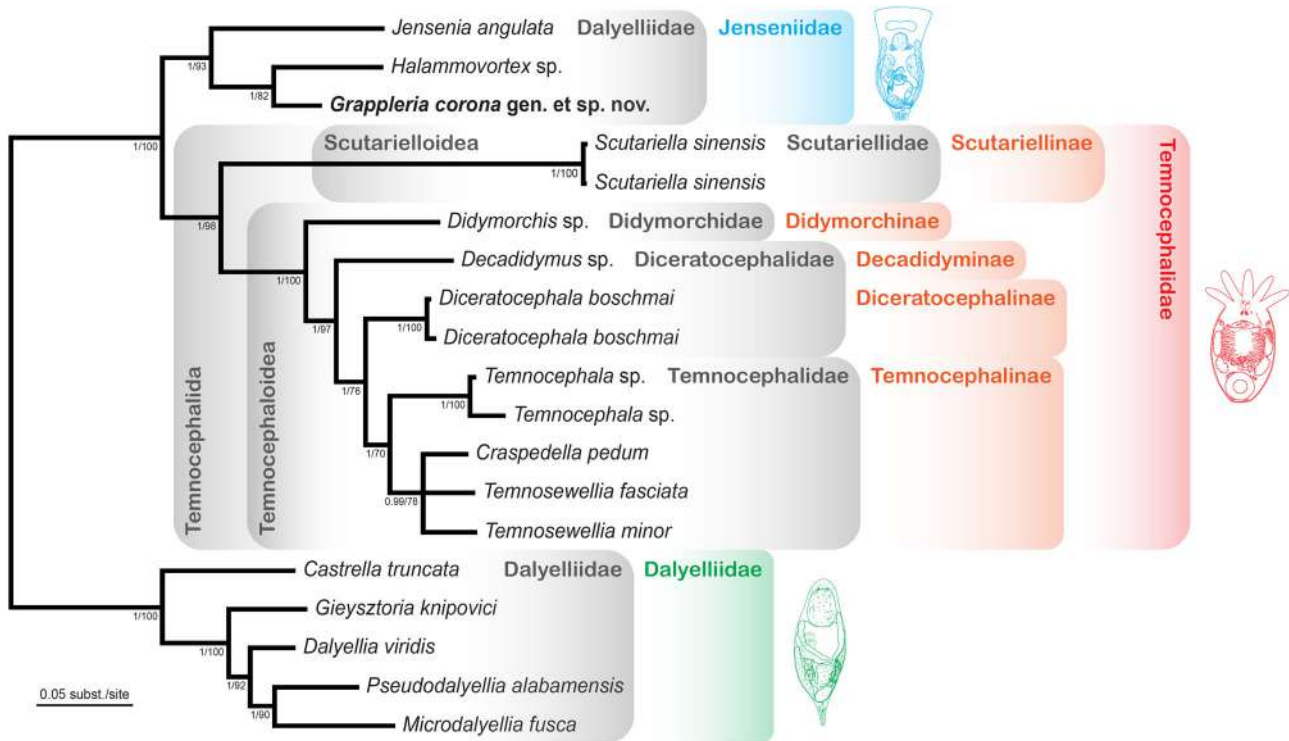 Jensenia angulata Dalyelliidae Jenseniidae
1/93
Halammovortex sp.
1/82
Grappleria corona gen. et sp. nov.
1/100
Scutarielloidea Scutariella sinensis Scutariellidae Scutariellinae
1/100
Scutariella sinensis
Temnocephalidae
Didymorchis sp. Didymorchidae Didymorchinae
1/98
Decadidymus sp. Diceratocephalidae Decadidyminae
1/100
Diceratocephala boschmai Diceratocephalinae
1/97
1/100
Diceratocephala boschmai
Temnocephala sp. Temnocephalidae Temnocephalinae
1/76
1/100
Temnocephala sp.
1/70
Craspedella pedum
Temnosewellia fasciata
0.99/78
Temnosewellia minor
Temnocephalida
Temnocephaloidea
Castrella truncata Dalyelliidae Dalyelliidae
1/100
Gieysztoria knipovici
1/100
Dalyellia viridis
1/92
Pseudodalyellia alabamensis
1/90
Microdalyellia fusca
0.05 subst./site